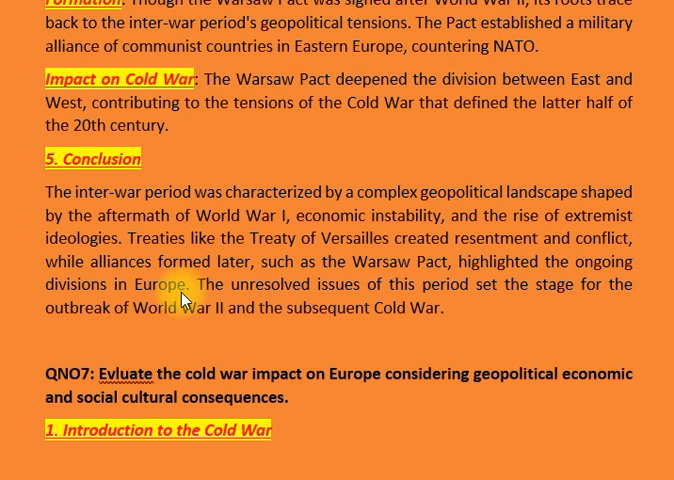 Formation: Though the Warsaw Pact was signed after World War II, its roots trace
back to the inter-war period's geopolitical tensions. The Pact established a military
alliance of communist countries in Eastern Europe, countering NATO.
Impact on Cold War: The Warsaw Pact deepened the division between East and
West, contributing to the tensions of the Cold War that defined the latter half of
the 20th century.
5. Conclusion
The inter-war period was characterized by a complex geopolitical landscape shaped
by the aftermath of World War I, economic instability, and the rise of extremist
ideologies. Treaties like the Treaty of Versailles created resentment and conflict,
while alliances formed later, such as the Warsaw Pact, highlighted the ongoing
divisions in Europe. The unresolved issues of this period set the stage for the
outbreak of World War II and the subsequent Cold War.
QNO7: Evluate the cold war impact on Europe considering geopolitical economic
and social cultural consequences.
1. Introduction to the Cold War